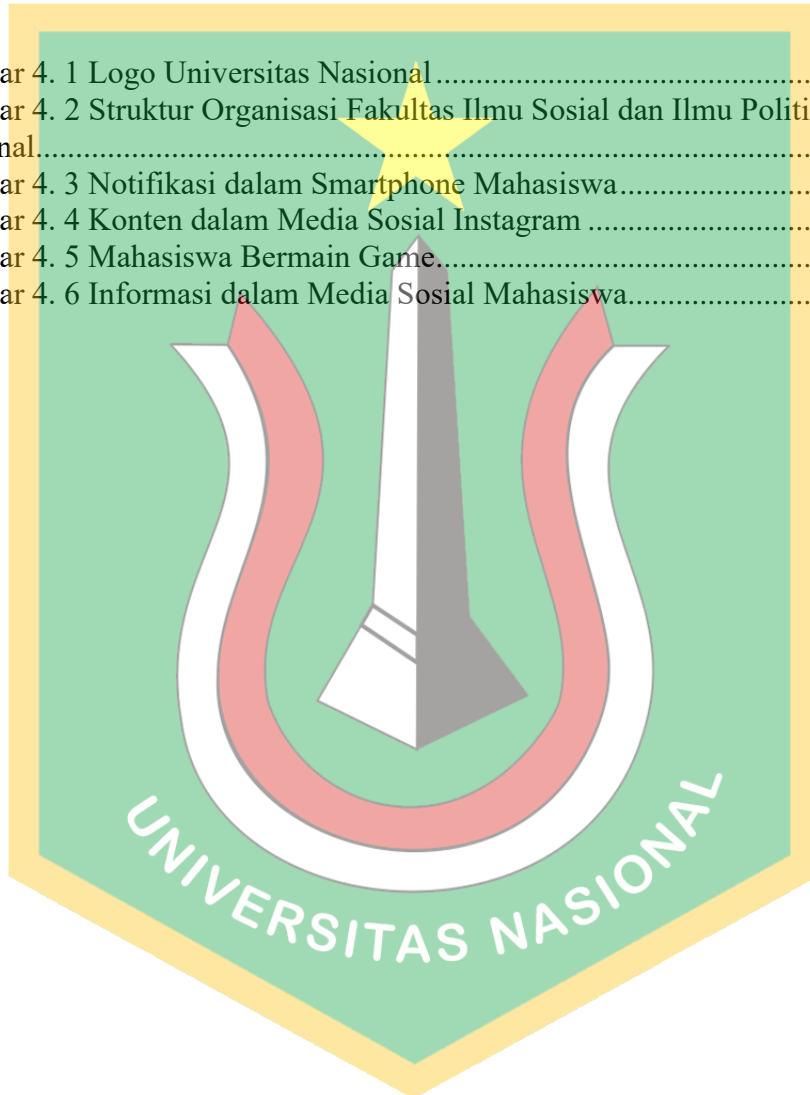 ar 4. 1 Logo Universitas Nasional................................................
ar 4. 2 Struktur Organisasi Fakultas Ilmu Sosial dan Ilmu Politi
nal................................................................................................
ar 4. 3 Notifikasi dalam Smartphone Mahasiswa........................
ar 4. 4 Konten dalam Media Sosial Instagram ............................
ar 4. 5 Mahasiswa Bermain Game...............................................
ar 4. 6 Informasi dalam Media Sosial Mahasiswa.......................
UNIVERSITAS NASIONAL